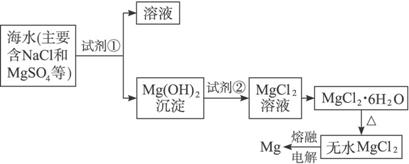 海水(主要
含NaCl和
MgSO₄等)
试剂①
溶液
Mg(OH)₂
沉淀
试剂②
MgCl₂
溶液
MgCl₂·6H₂O
△
无水MgCl₂
熔融
电解
Mg